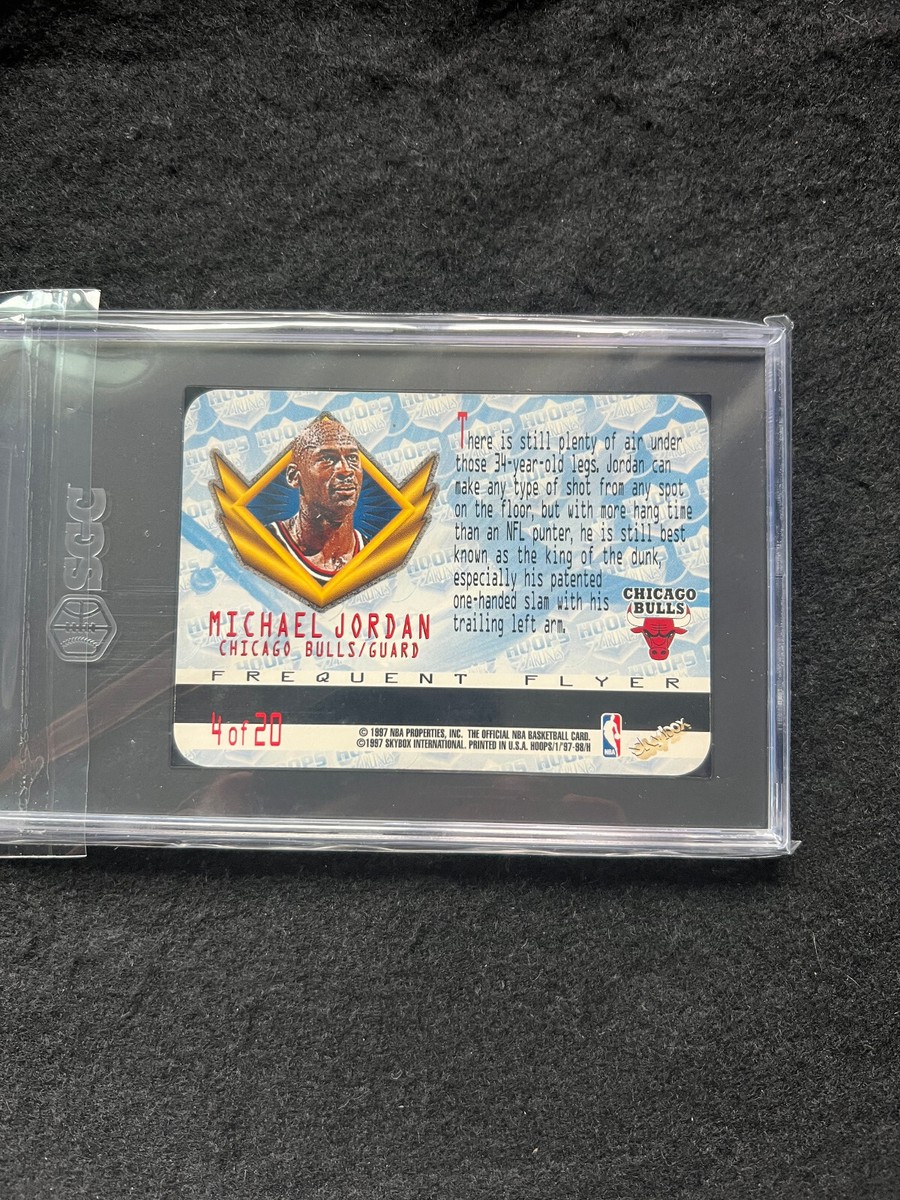 SGC
There is still plenty of air under
those 34-year-old legs. Jordan can
make any type of shot from any spot
on the floor, but with more hang time
than an NFL punter, he is still best
known as the king of the dunk,
especially his patented
one-handed slam with his
trailing left arm.
CHICAGO
BULLS
MICHAEL JORDAN
CHICAGO BULLS/GUARD
FREQUENT FLYER
4 of 20
© 1997 NBA PROPERTIES, INC. THE OFFICIAL NBA BASKETBALL CARD.
©1997 SKYBOX INTERNATIONAL. PRINTED IN U.S.A. HOOPS/1/'97-98/H
NBA
SkyBox